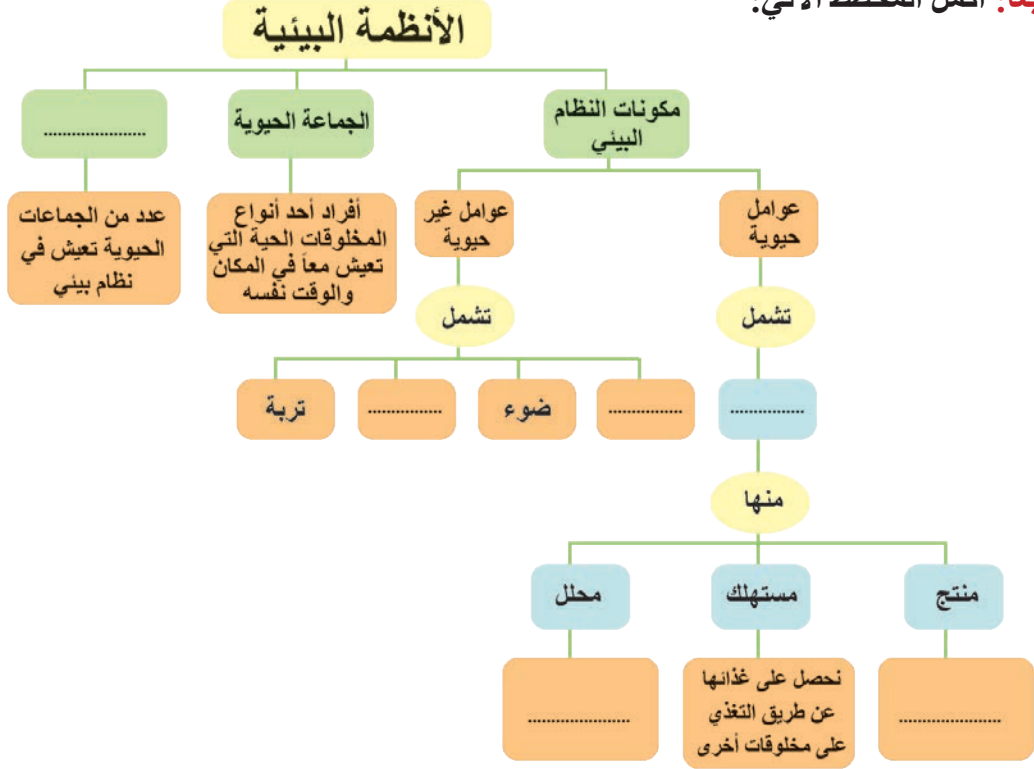 أكمل المخطط الآتي:
الأنظمة البيئية
مكونات النظام
البيئي
الجماعة الحيوية
......................
عوامل
حيوية
عوامل غير
حيوية
أفراد أحد أنواع
المخلوقات الحية التي
تعيش معاً في المكان
والوقت نفسه
عدد من الجماعات
الحيوية تعيش في
نظام بيئي
تشمل
تشمل
................
................
ضوء
................
تربة
منها
منتج
مستهلك
محلل
......................
نحصل على غذائها
عن طريق التغذي
على مخلوقات أخرى
......................